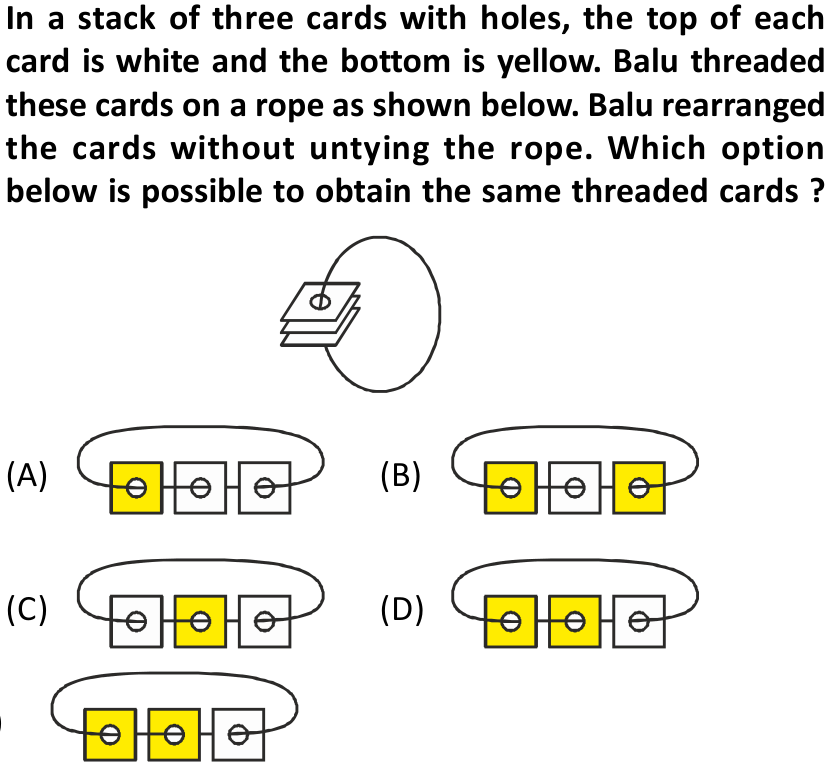 In a stack of three cards with holes, the top of each
card is white and the bottom is yellow. Balu threaded
these cards on a rope as shown below. Balu rearranged
the cards without untying the rope. Which option
below is possible to obtain the same threaded cards ?
(A)
(B)
(C)
(D)
)